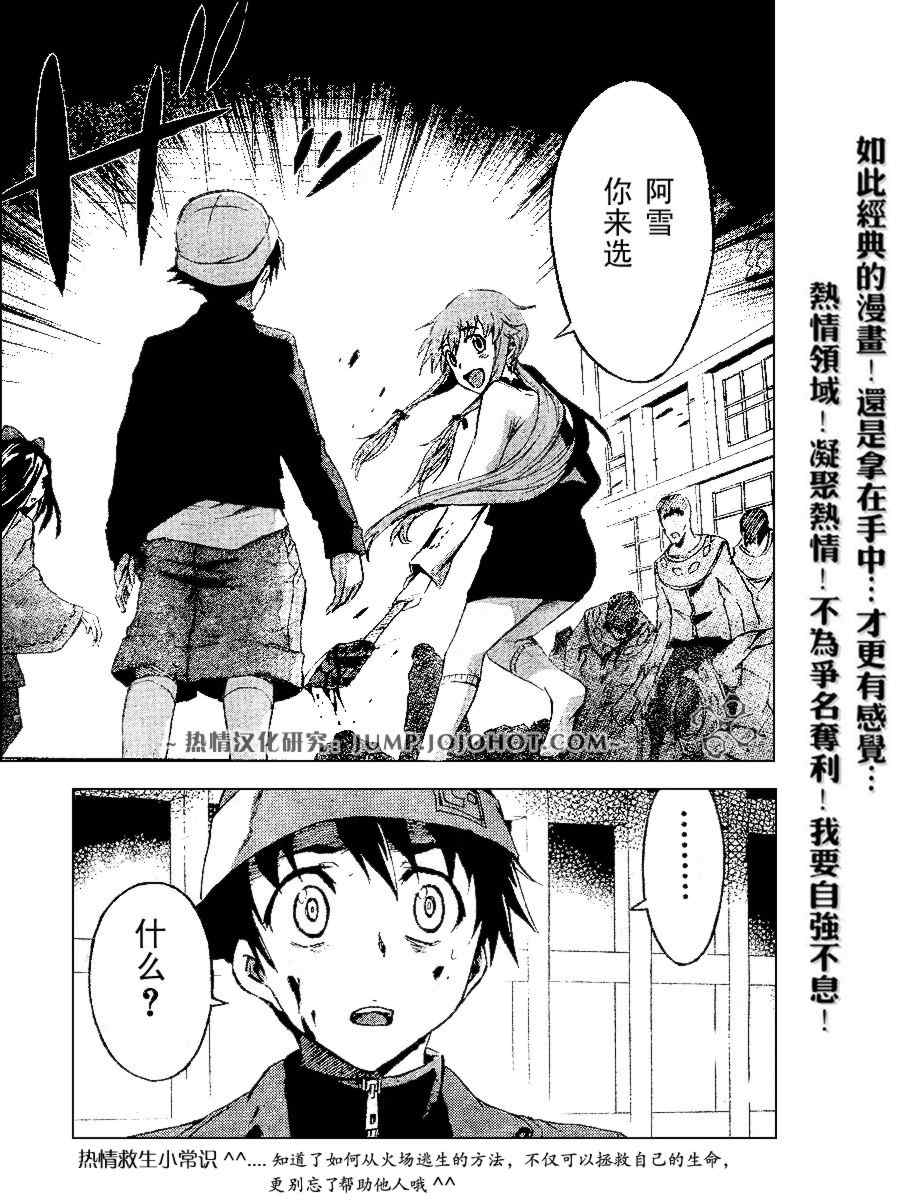 阿雪
你来选
~ 热情汉化研究：JUMP.JOJOHOT.COM~
………
什么？
如此經典的漫畫！還是拿在手中…才更有感覺…
熱情領域！凝聚熱情！不為爭名奪利！我要自強不息！
热情救生小常识 ^^....知道了如何从火场逃生的方法，不仅可以拯救自己的生命，
更别忘了帮助他人哦 ^^